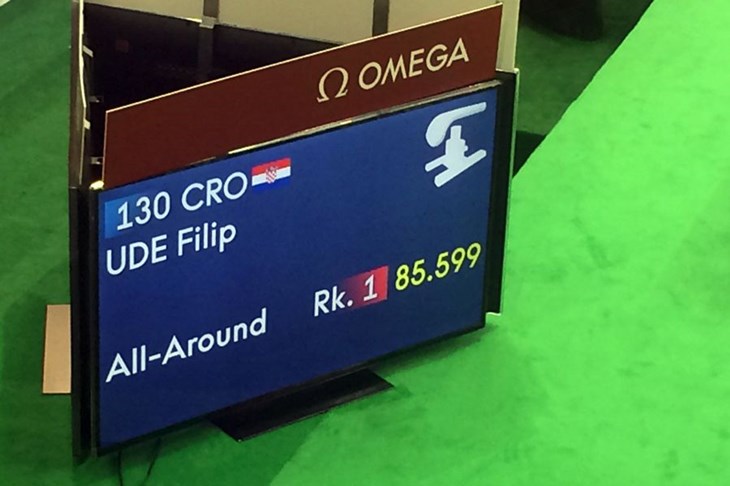 Ω OMEGA
130 CRO
UDE Filip
Rk. 1 85.599
All-Around